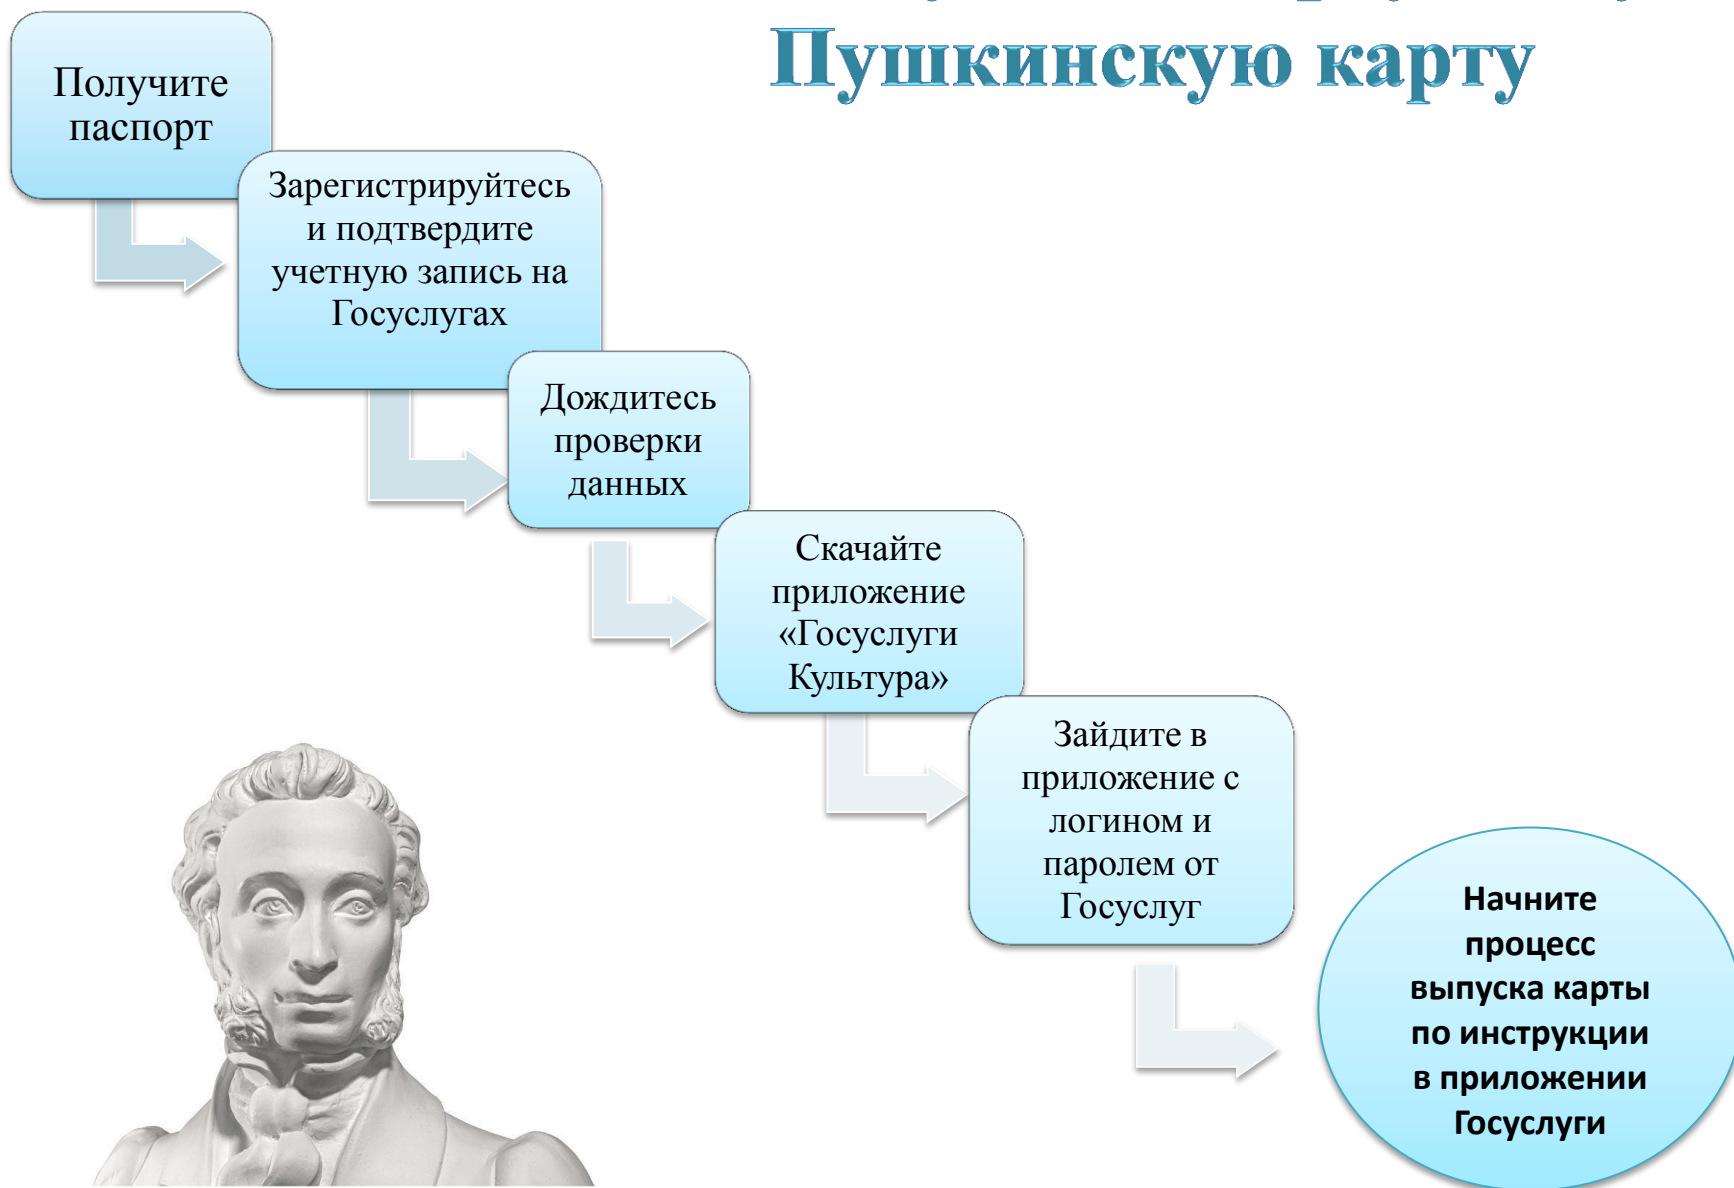 Пушкинскую карту
Получите
паспорт
Зарегистрируйтесь
и подтвердите
учетную запись на
Госуслугах
Дождитесь
проверки
данных
Скачайте
приложение
«Госуслуги
Культура»
Зайдите в
приложение с
логином и
паролем от
Госуслуг
Начните
процесс
выпуска карты
по инструкции
в приложении
Госуслуги